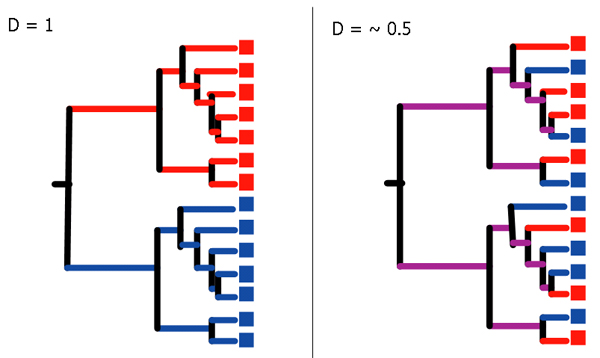 D = 1
D = ~ 0.5